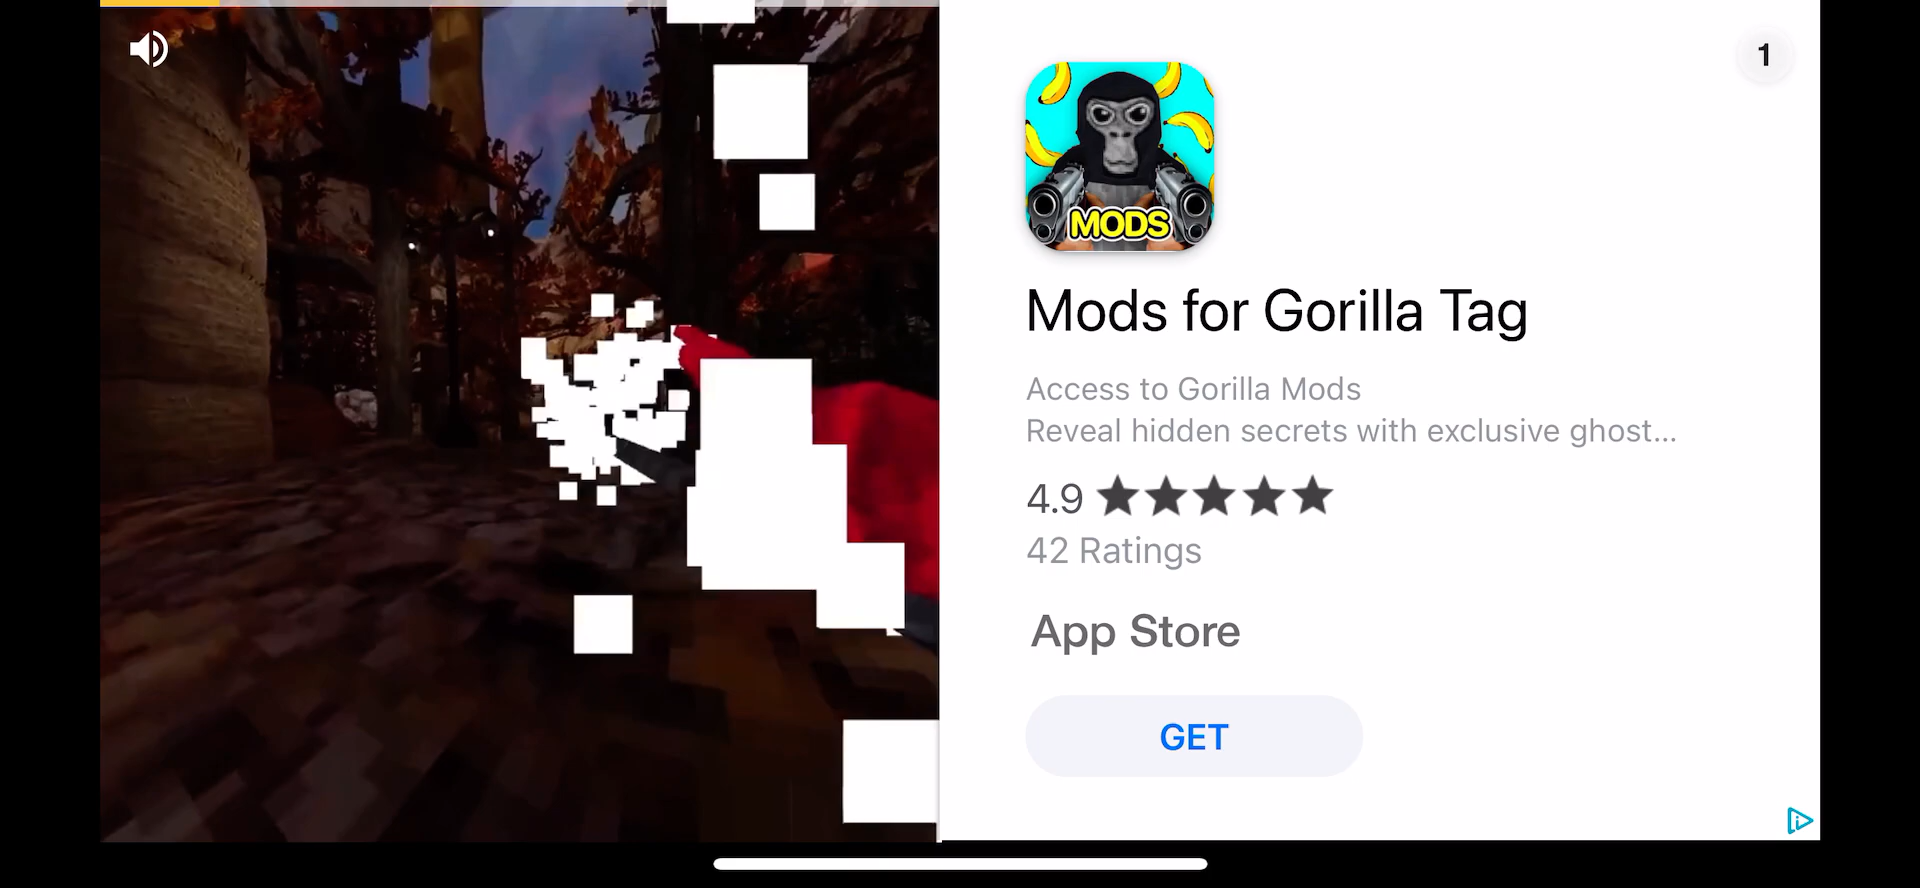 1
MODS
Mods for Gorilla Tag
Access to Gorilla Mods
Reveal hidden secrets with exclusive ghost...
4.9
42 Ratings
App Store
GET